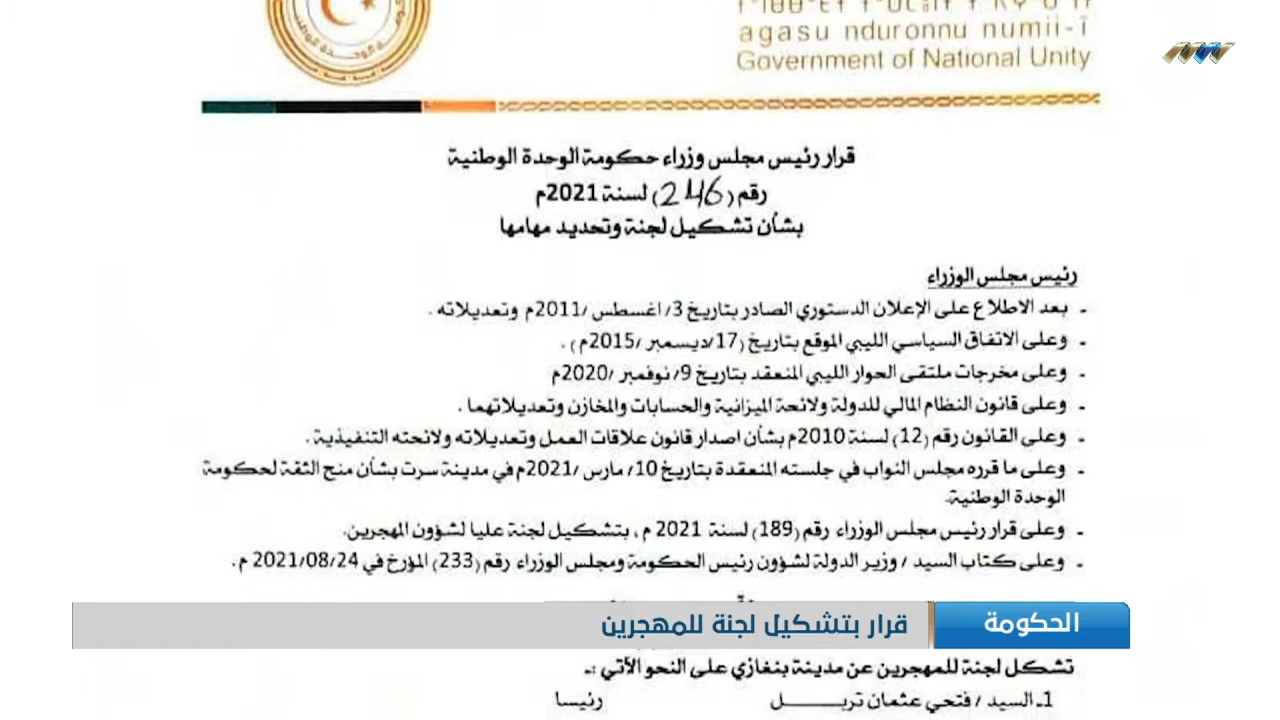 agasu nduronnu numii-ī
Government of National Unity
قرار رئيس مجلس وزراء حكومة الوحدة الوطنية
رقم (246) لسنة 2021م
بشأن تشكيل لجنة وتحديد مهامها
رئيس مجلس الوزراء
- بعد الاطلاع على الإعلان الدستوري الصادر بتاريخ 3/ اغسطس /2011م وتعديلاته .
- وعلى الاتفاق السياسي الليبي الموقع بتاريخ (17/ديسمبر /2015م) .
- وعلى مخرجات ملتقى الحوار الليبي المنعقد بتاريخ 9/ نوفمبر /2020م
- وعلى قانون النظام المالي للدولة ولائحة الميزانية والحسابات والمخازن وتعديلاتهما .
- وعلى القانون رقم (12) لسنة 2010م بشأن اصدار قانون علاقات العمل وتعديلاته ولائحته التنفيذية .
- وعلى ما قرره مجلس النواب في جلسته المنعقدة بتاريخ 10/ مارس /2021م في مدينة سرت بشأن منح الثقة لحكومة
الوحدة الوطنية.
- وعلى قرار رئيس مجلس الوزراء رقم (189) لسنة 2021 م ، بتشكيل لجنة عليا لشؤون المهجرين.
- وعلى كتاب السيد / وزير الدولة لشؤون رئيس الحكومة ومجلس الوزراء رقم (233) المؤرخ في 2021/08/24 م.
الحكومة
قرار بتشكيل لجنة للمهجرين
تشكل لجنة للمهجرين عن مدينة بنغازي على النحو الآتي :ـ
1ـ السيد / فتحي عثمان تربـــــــــل رئيسا